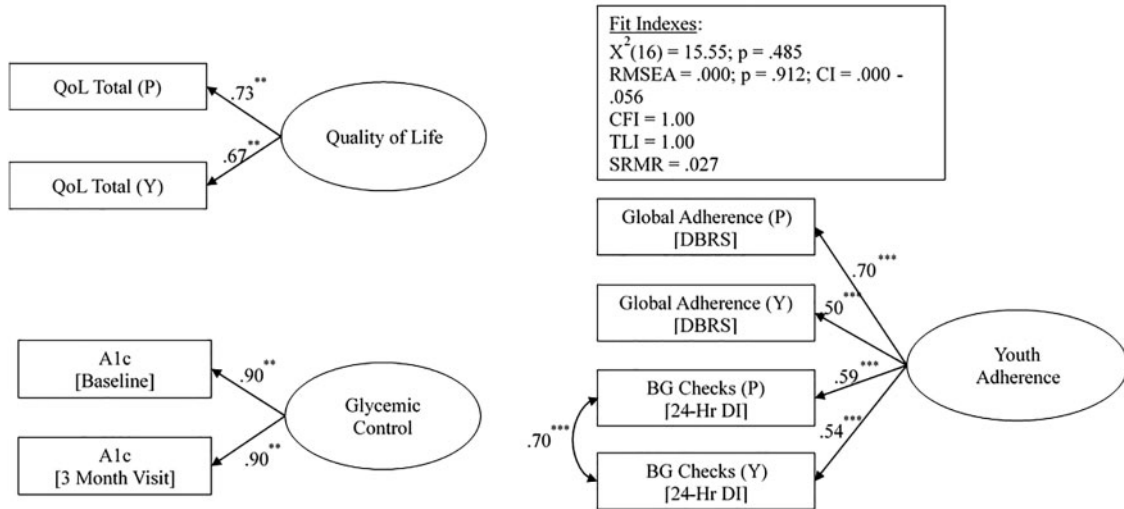 QoL Total (P)
.73**
Quality of Life
.67**
QoL Total (Y)
Fit Indexes:
X²(16) = 15.55; p = .485
RMSEA = .000; p = .912; CI = .000 -
.056
CFI = 1.00
TLI = 1.00
SRMR = .027
Global Adherence (P)
[DBRS]
.70***
Global Adherence (Y)
[DBRS]
.50***
A1c
[Baseline]
.90**
Glycemic
Control
.90**
A1c
[3 Month Visit]
BG Checks (P)
[24-Hr DI]
.59***
Youth
Adherence
.54***
.70***
BG Checks (Y)
[24-Hr DI]